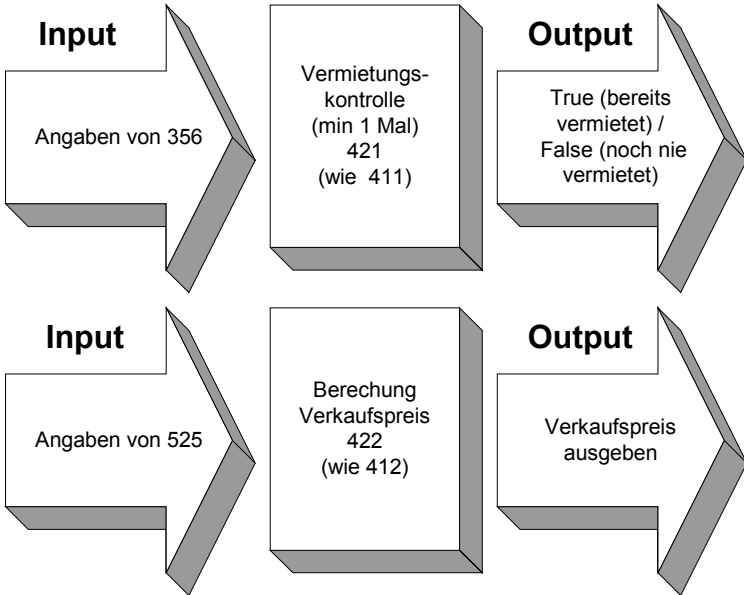 Input
Angaben von 356
Vermietungs-
kontrolle
(min 1 Mal)
421
(wie 411)
Output
True (bereits
vermietet) /
False (noch nie
vermietet)
Input
Angaben von 525
Berechung
Verkaufspreis
422
(wie 412)
Output
Verkaufspreis
ausgeben